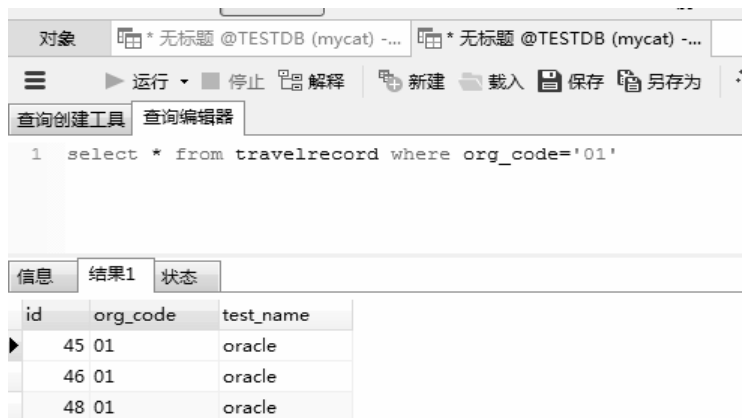 对象 * 无标题 @TESTDB (mycat) -... * 无标题 @TESTDB (mycat) -...
运行 停止 解释 新建 载入 保存 另存为
查询创建工具 查询编辑器
1 select * from travelrecord where org_code='01'
信息 结果1 状态
id org_code test_name
45 01 oracle
46 01 oracle
48 01 oracle